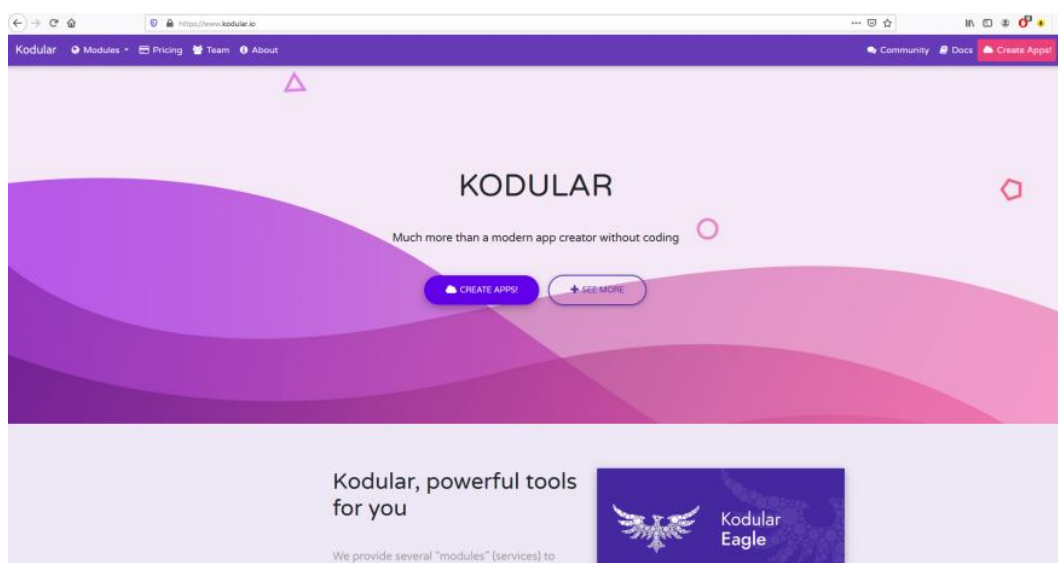 https://www.kodular.io
Kodular Modules Pricing Team About Community Docs Create Apps!
KODULAR
Much more than a modern app creator without coding
CREATE APPS! SEE MORE
Kodular, powerful tools
for you
Kodular
Eagle
We provide several "modules" (services) to